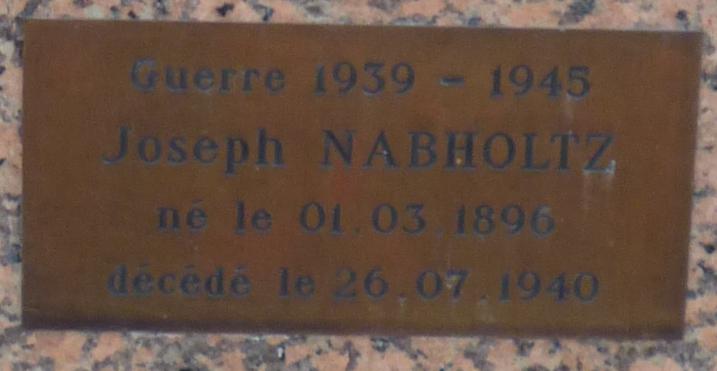 Guerre 1939 - 1945
Joseph NABHOLTZ
né le 01.03.1896
décédé le 26.07.1940